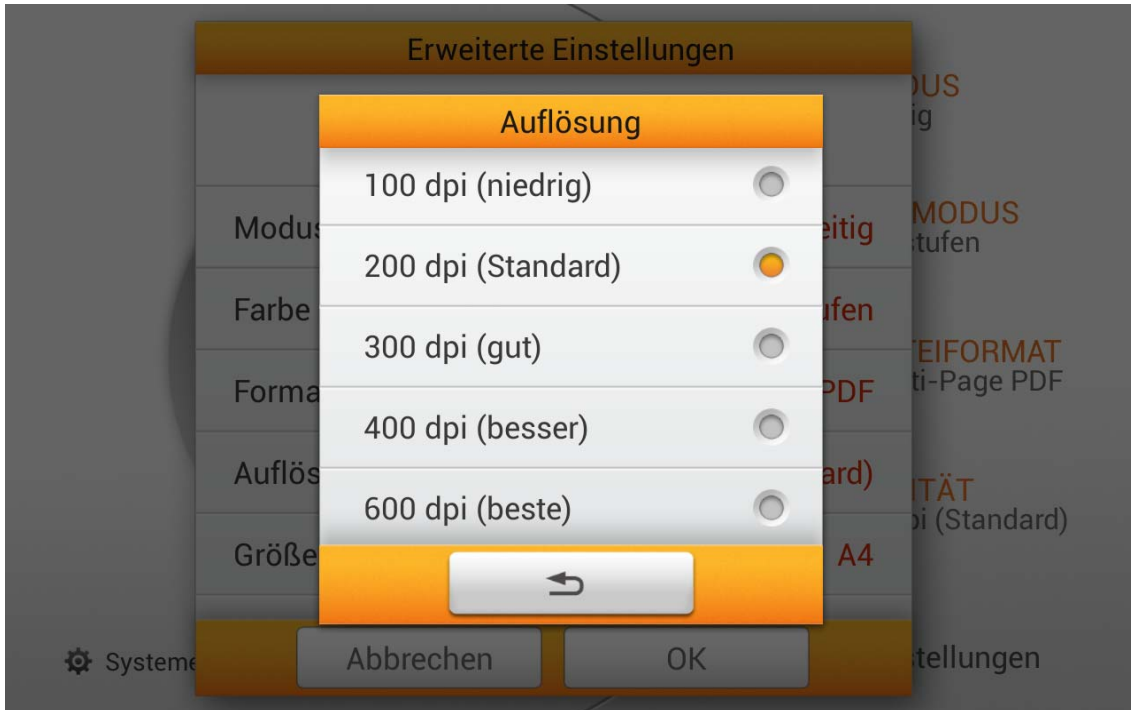 Erweiterte Einstellungen
DUS
ig
Auflösung
100 dpi (niedrig)
Modus
eitig
MODUS
stufen
200 dpi (Standard)
Farbe
ufen
300 dpi (gut)
EIFORMAT
ti-Page PDF
Forma
PDF
400 dpi (besser)
Auflös
ard)
ITÄT
pi (Standard)
600 dpi (beste)
Größe
A4
Systeme
Abbrechen
OK
stellungen